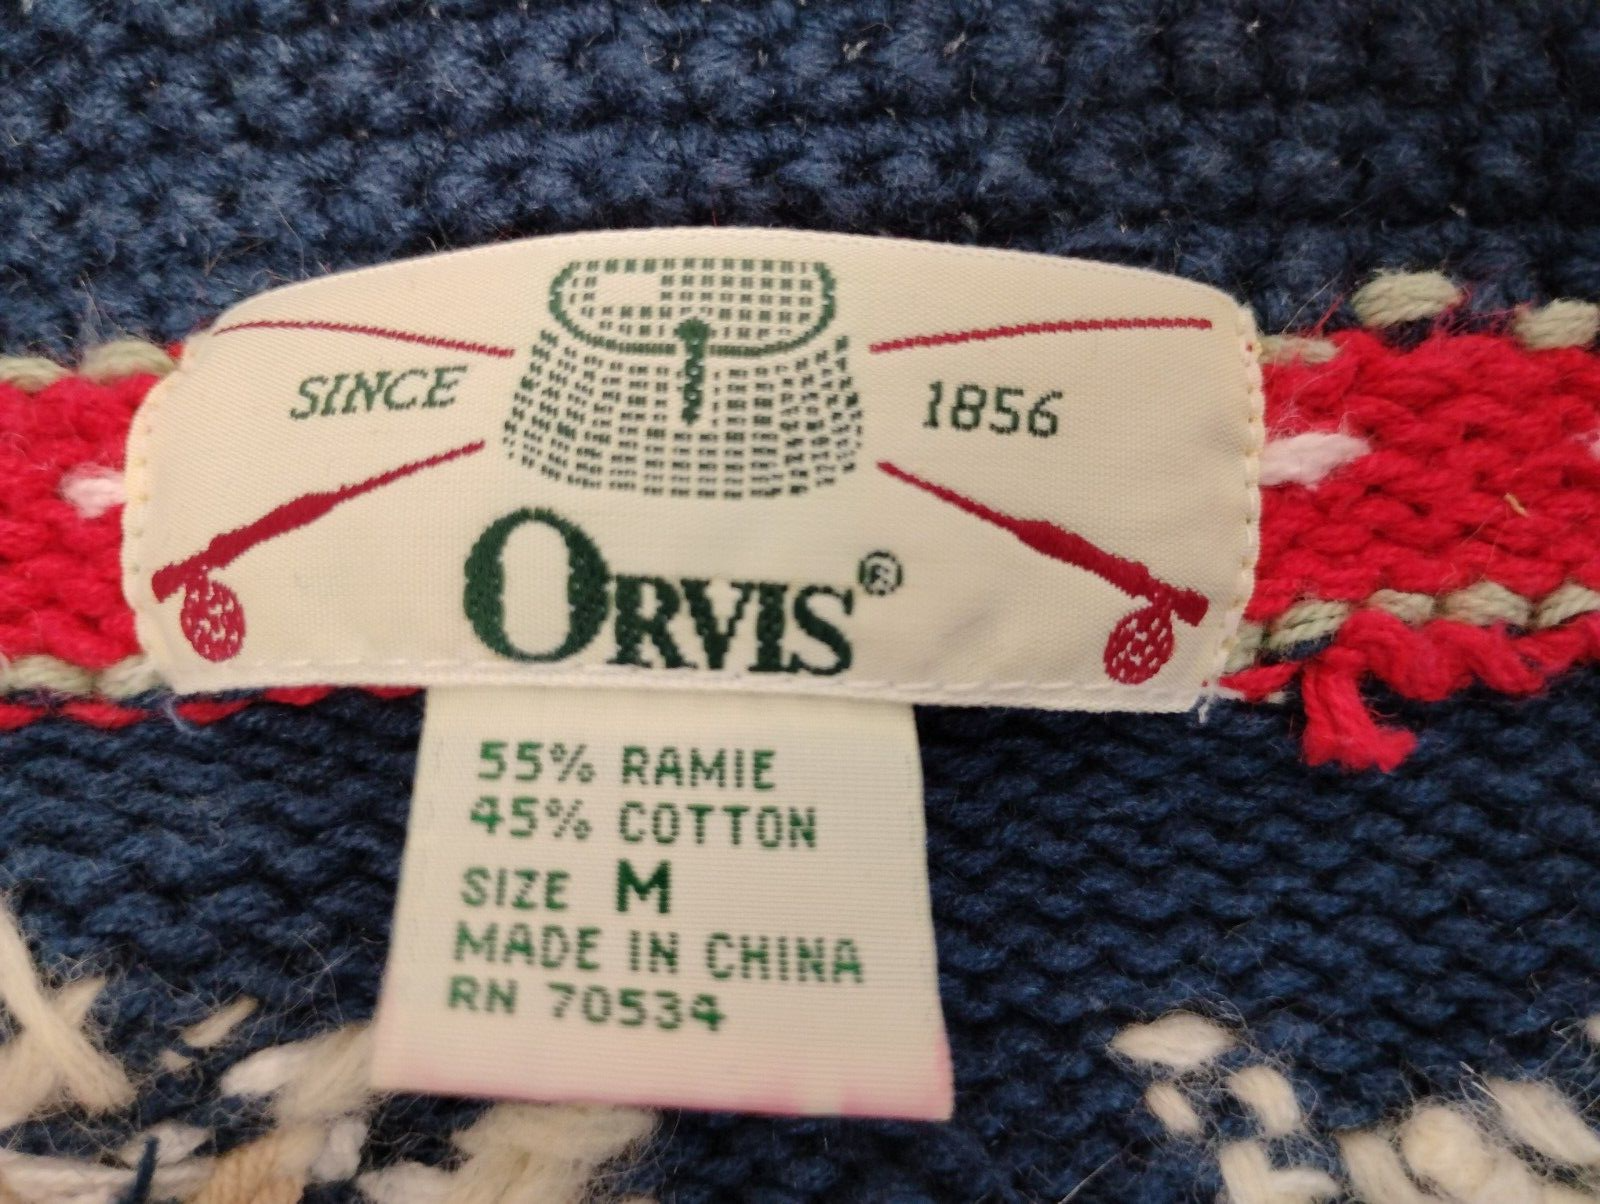 SINCE 1856
ORVIS®
55% RAMIE
45% COTTON
SIZE M
MADE IN CHINA
RN 70534